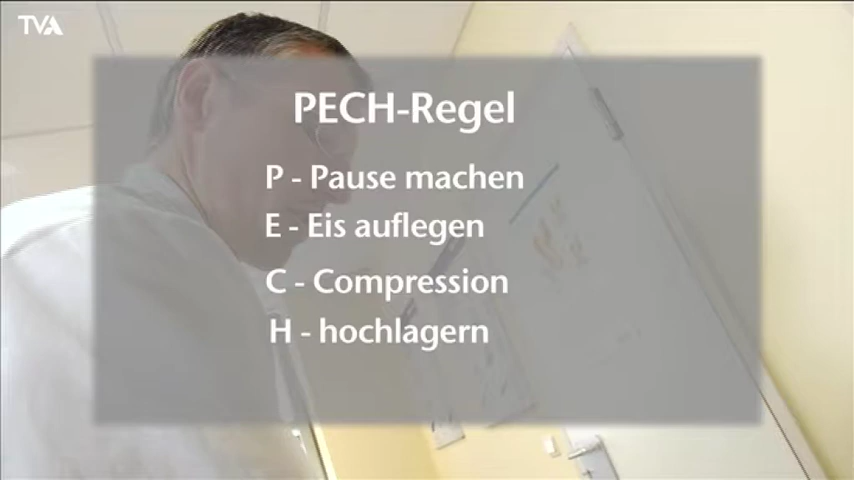 TVA
PECH-Regel
P - Pause machen
E - Eis auflegen
C - Compression
H - hochlagern